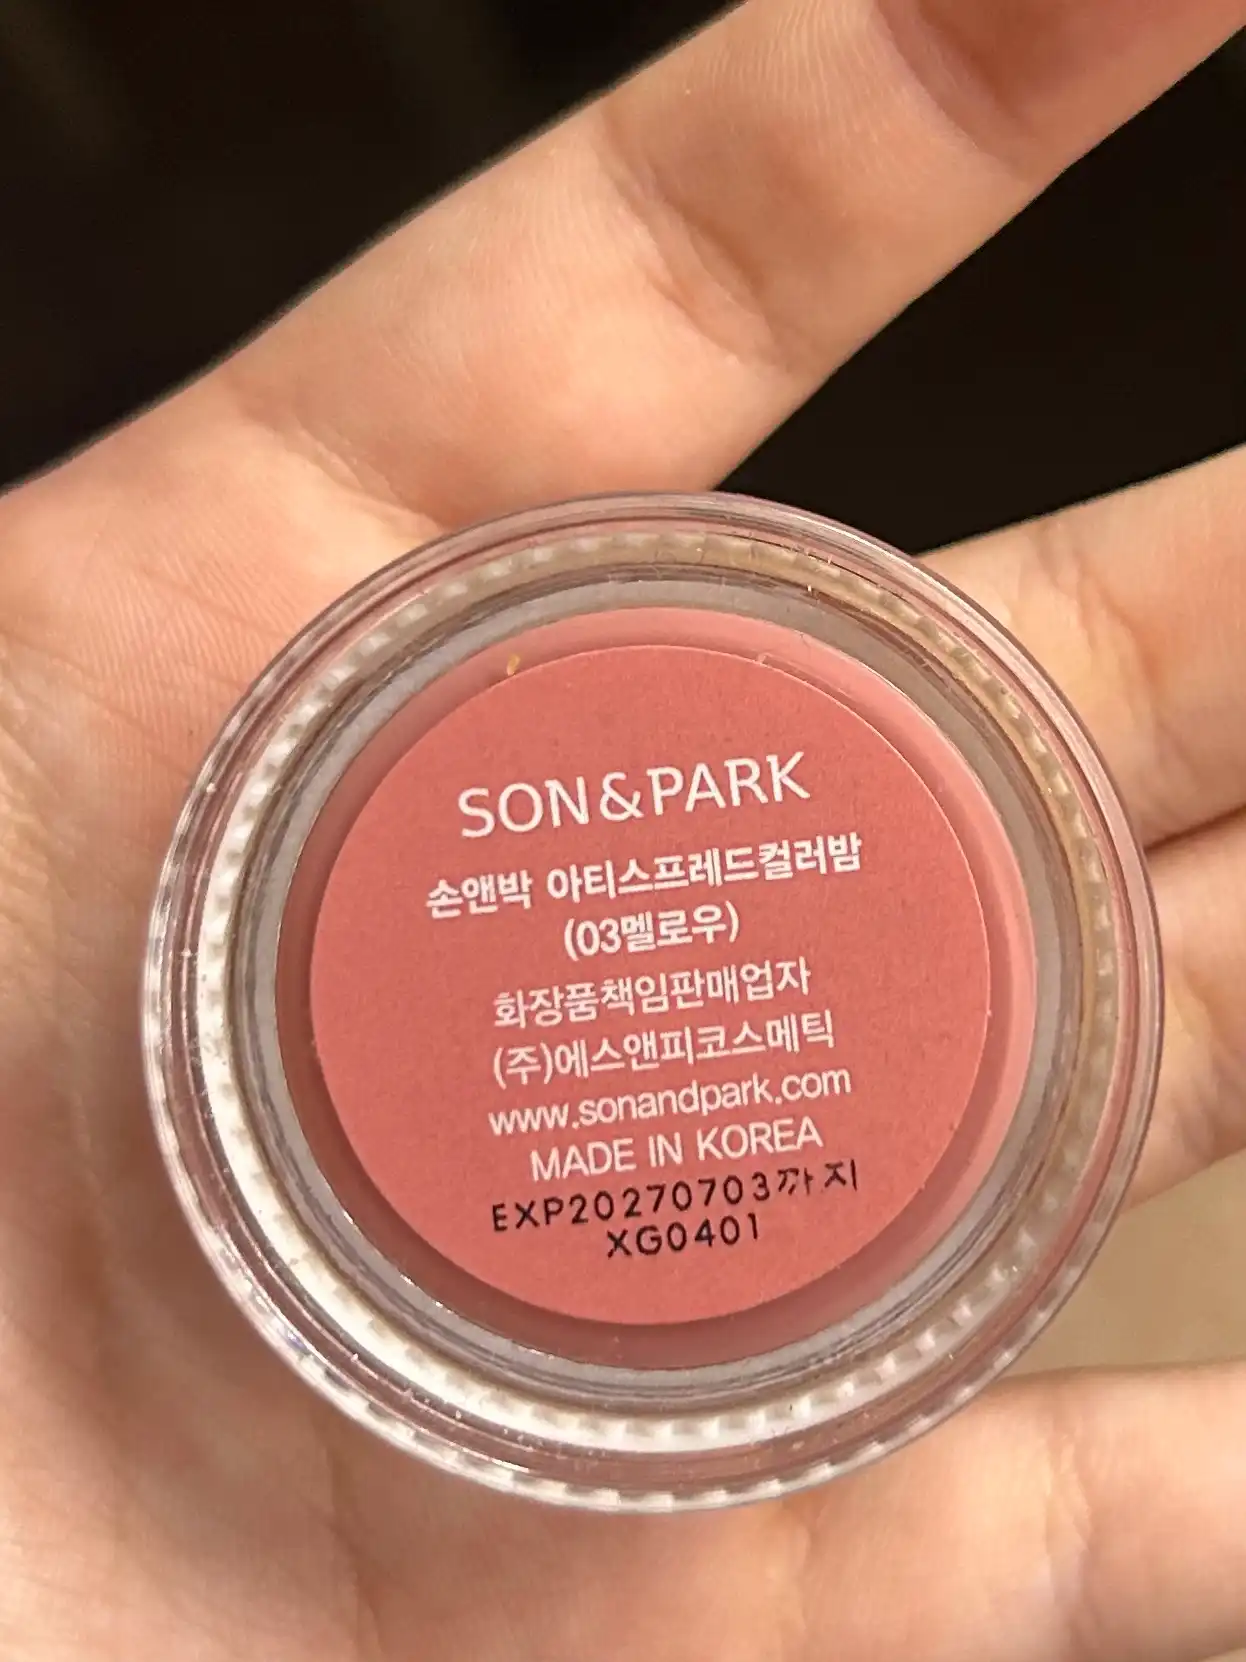 SON&PARK
손앤박 아티스프레드컬러밤
(03멜로우)
화장품책임판매업자
(주)에스앤피코스메틱
www.sonandpark.com
MADE IN KOREA
EXP20270703까지
XG0401